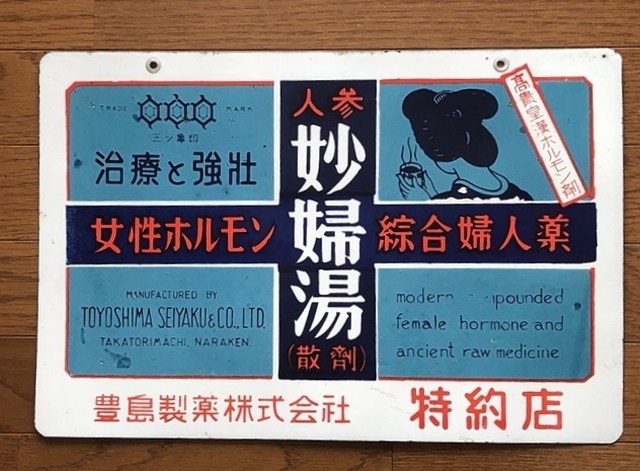 TRADE MARK
三ッ亀印
治療と強壯
人参
妙婦湯
(散剤)
高貴皇漢ホルモン剤
女性ホルモン
綜合婦人薬
MANUFACTURED BY
TOYOSHIMA SEIYAKU & CO., LTD.
TAKATORIMACHI, NARAKEN.
modern pounded
female hormone and
ancient raw medicine
豊島製薬株式会社
特約店